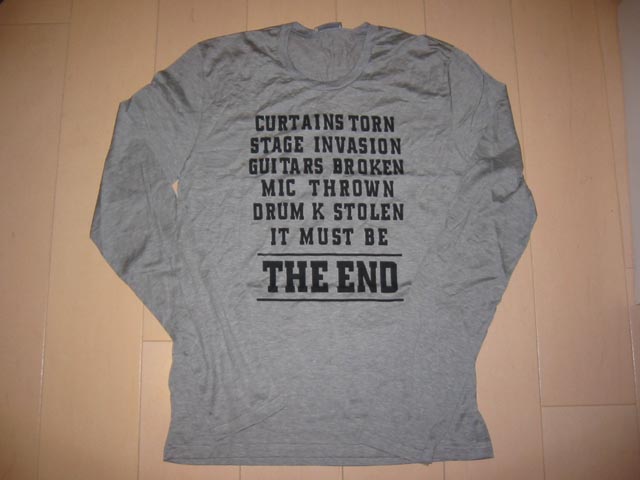 CURTAINS TORN
STAGE INVASION
GUITARS BROKEN
MIC THROWN
DRUM K STOLEN
IT MUST BE
THE END